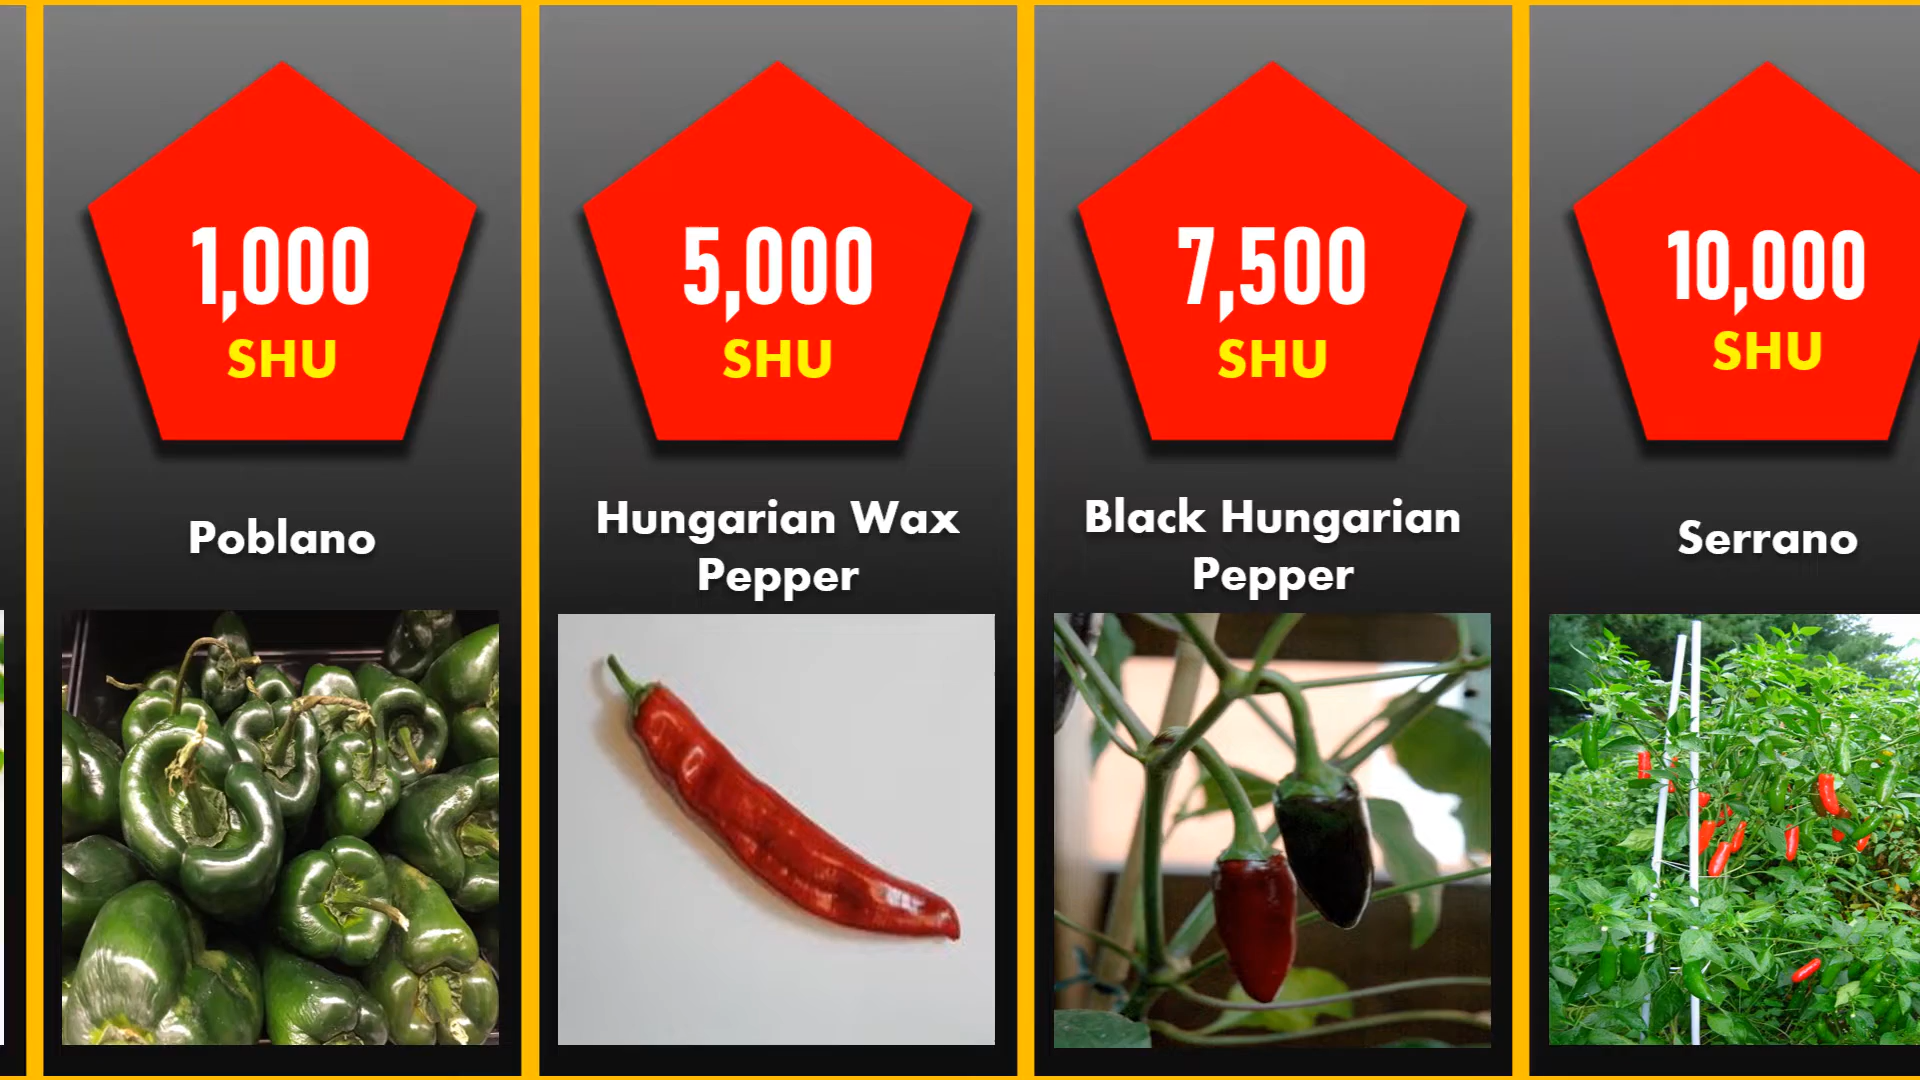 1,000
SHU
Poblano
5,000
SHU
Hungarian Wax
Pepper
7,500
SHU
Black Hungarian
Pepper
10,000
SHU
Serrano